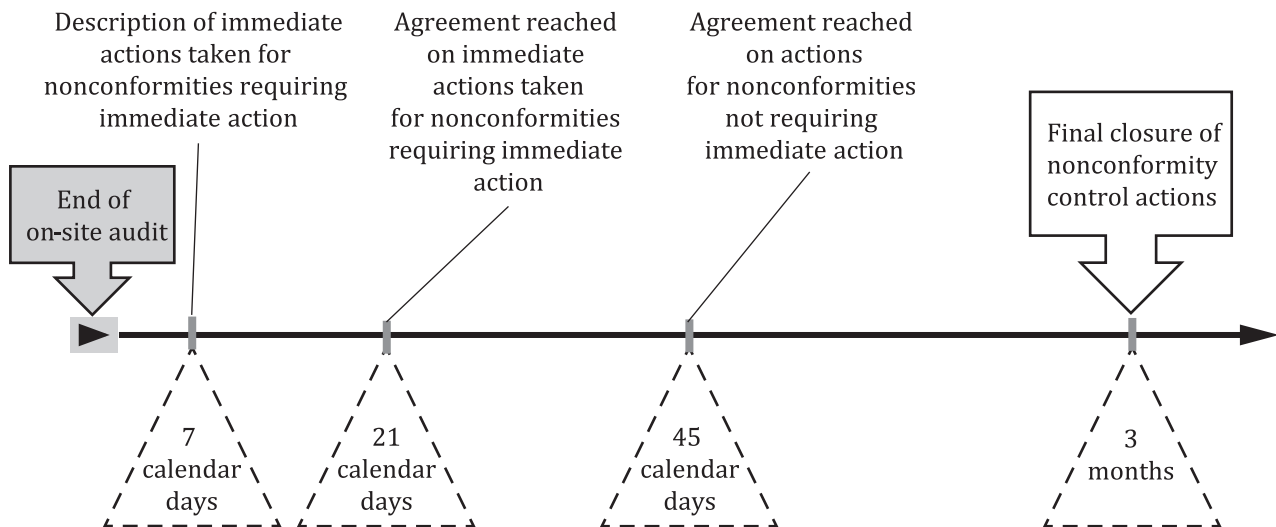 Description of immediate
actions taken for
nonconformities requiring
immediate action
Agreement reached
on immediate
actions taken
for nonconformities
requiring immediate
action
Agreement reached
on actions
for nonconformities
not requiring
immediate action
End of
on-site audit
Final closure of
nonconformity
control actions
7
calendar
days
21
calendar
days
45
calendar
days
3
months